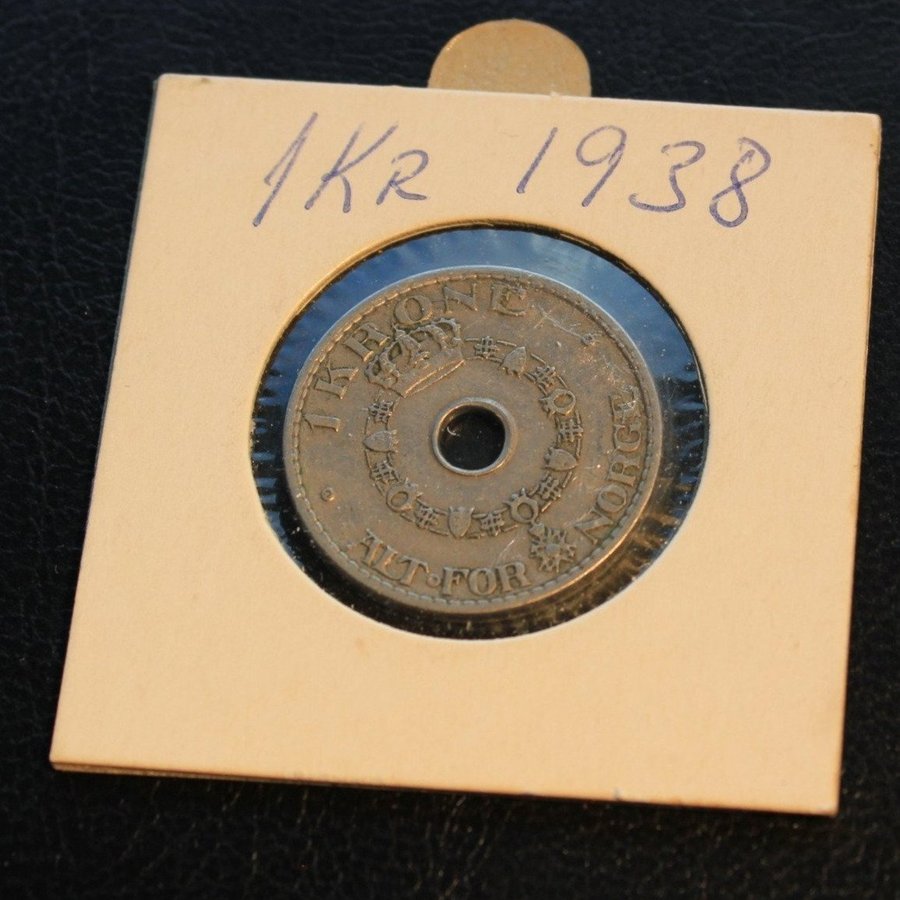 1 KR 1938
1 KRONE
ALT·FOR NORGE